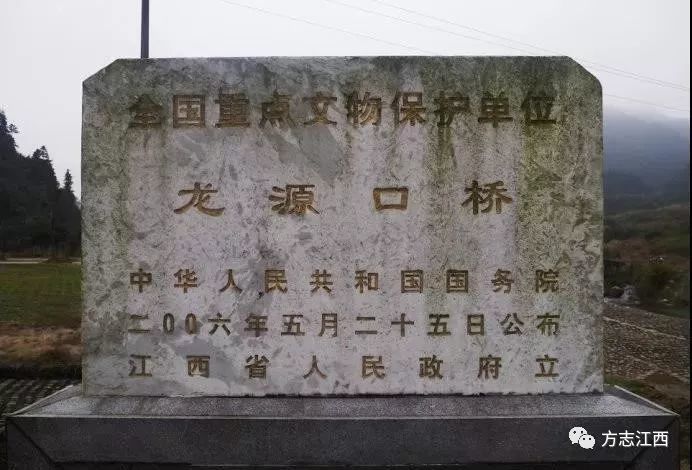 全国重点文物保护单位
龙源口桥
中华人民共和国国务院
二00六年五月二十五日公布
江西省人民政府立
方志江西